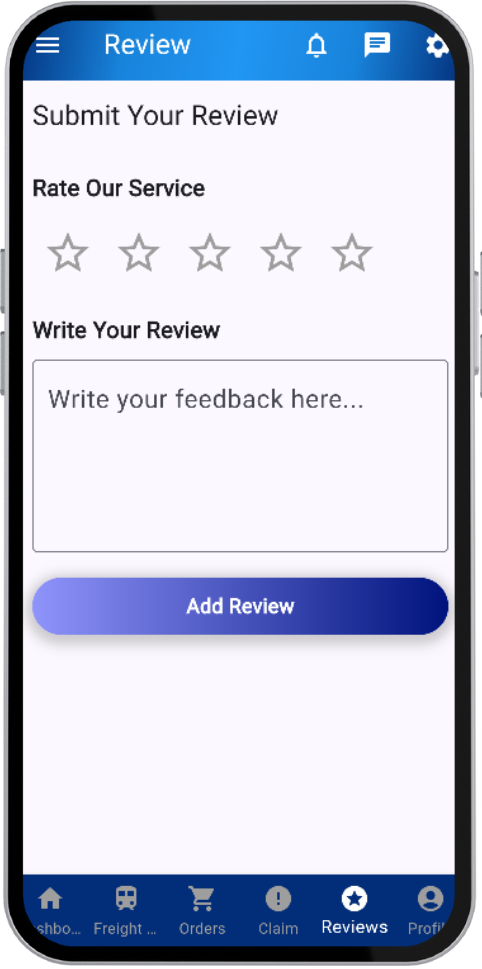 Review
Submit Your Review
Rate Our Service
Write Your Review
Write your feedback here...
Add Review
shbo... Freight ... Orders Claim Reviews Profil